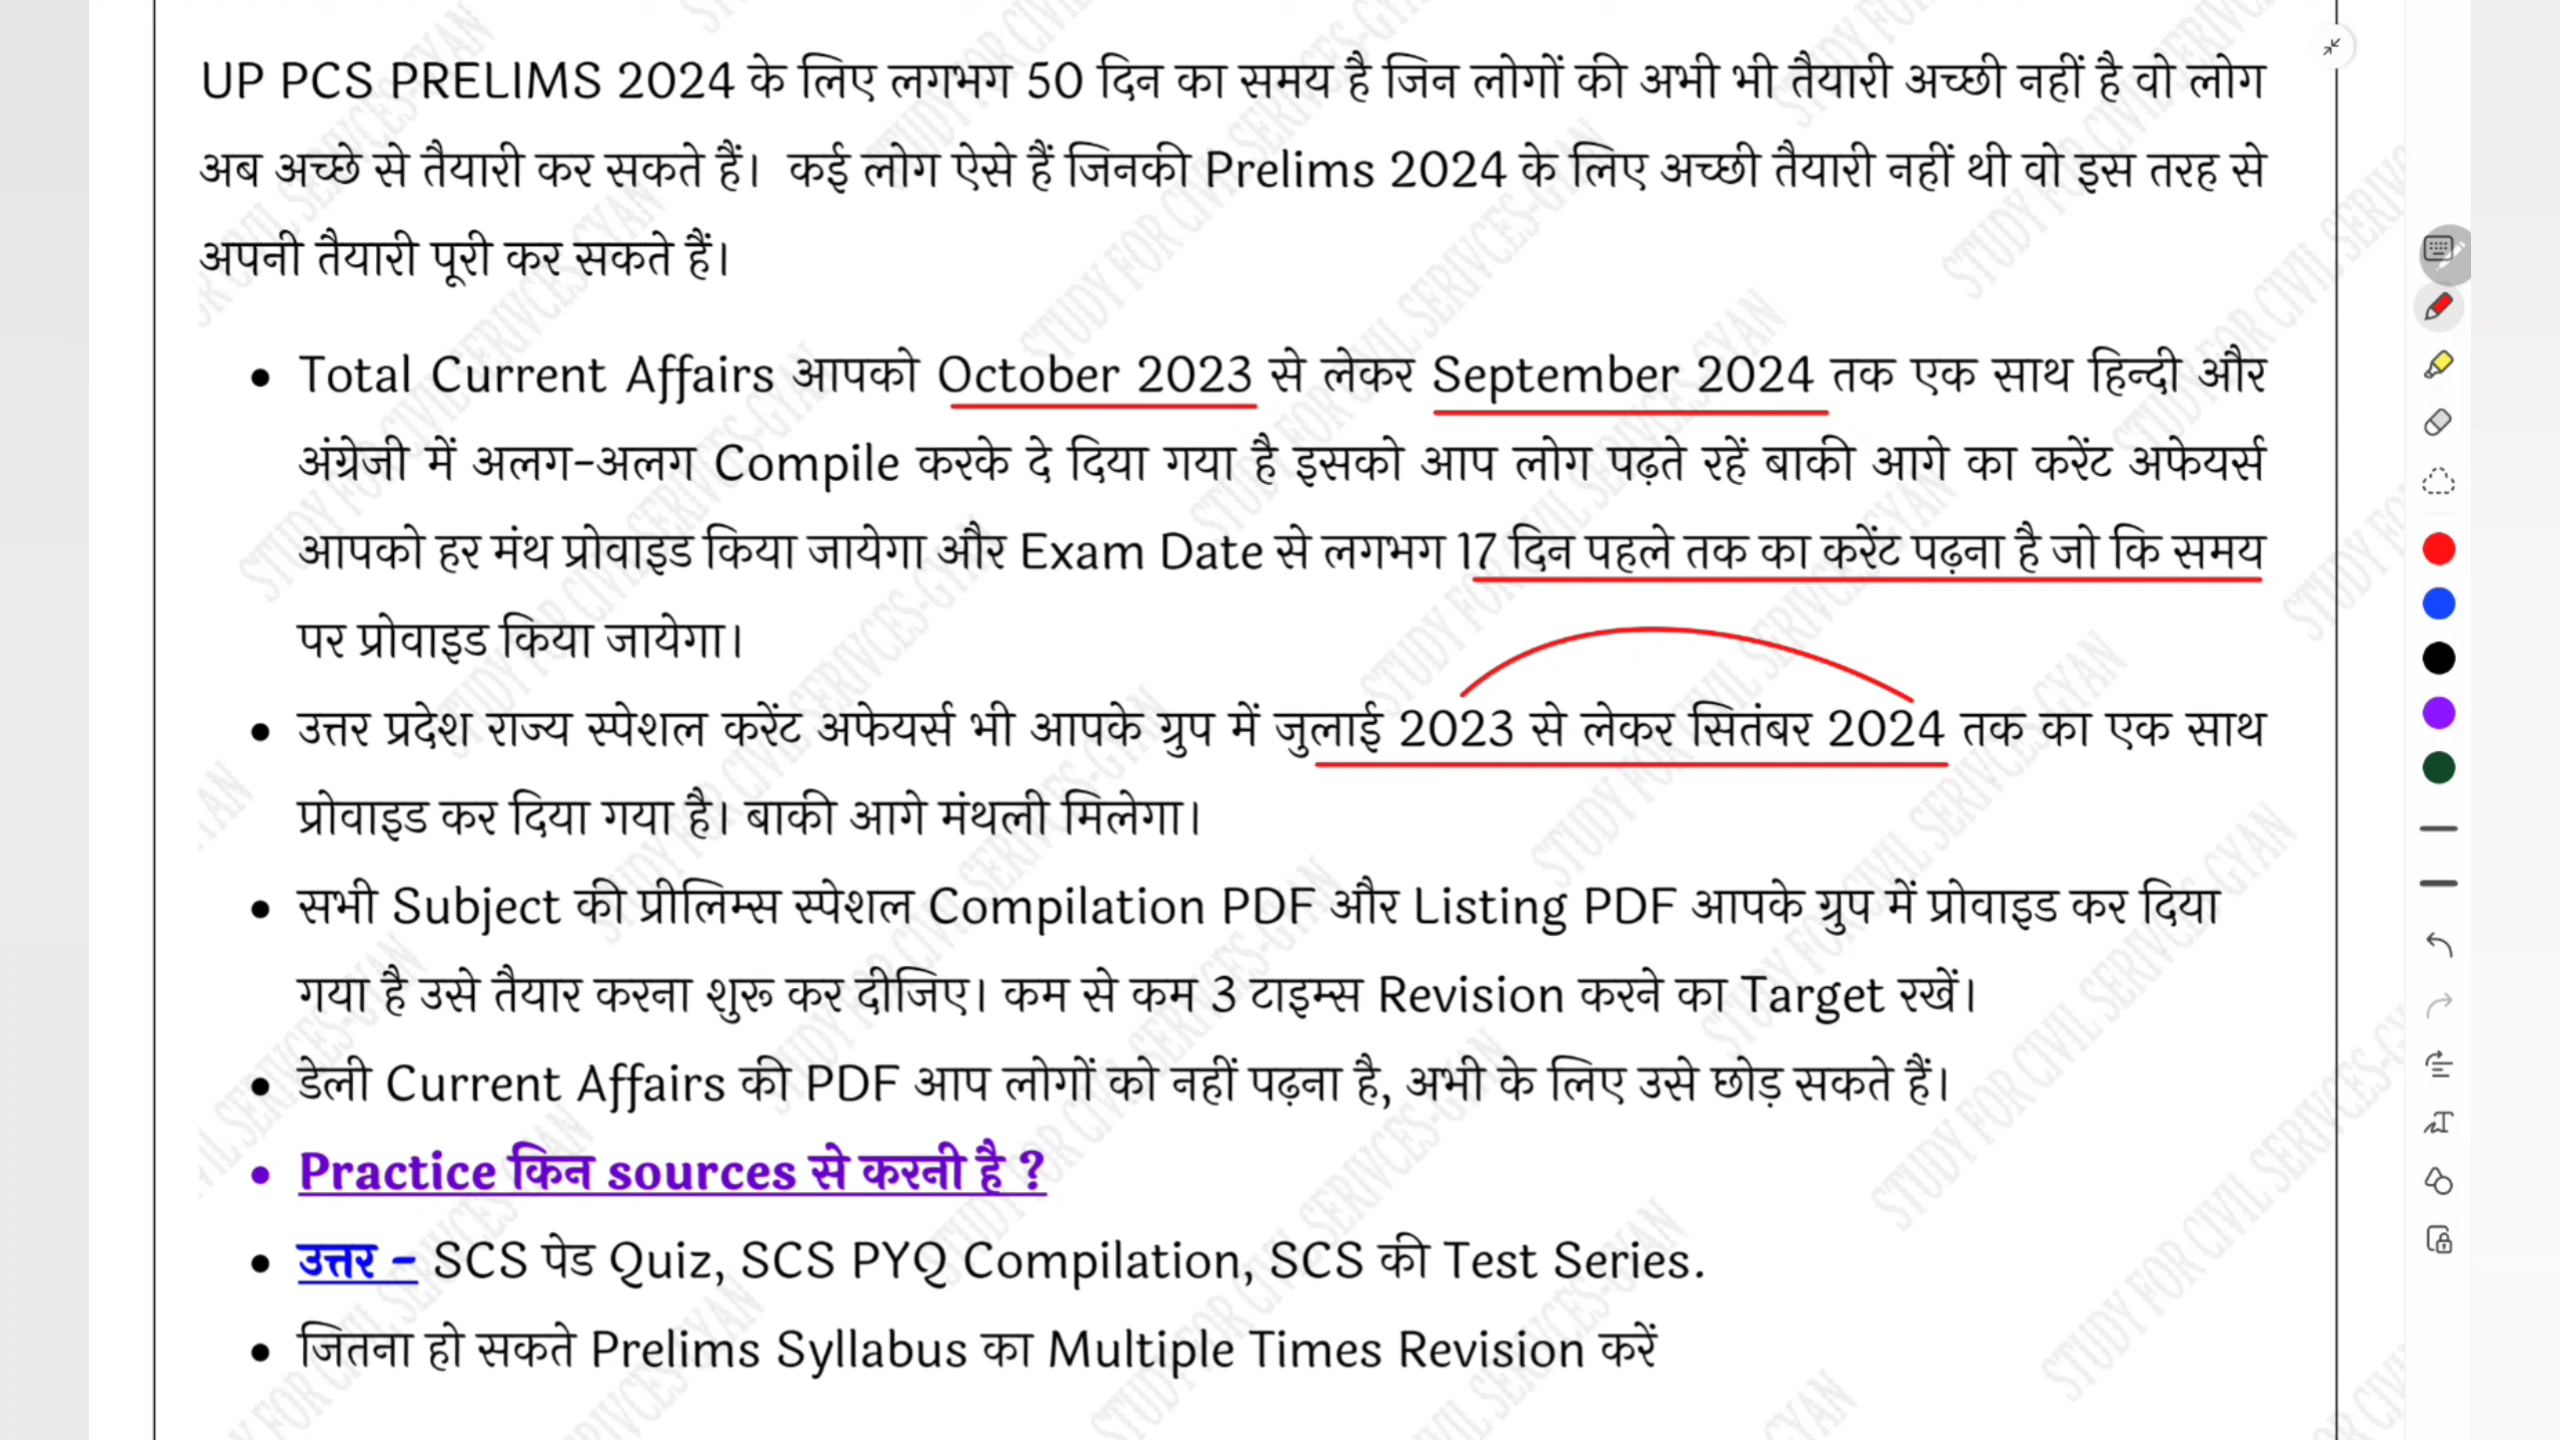 UP PCS PRELIMS 2024 के लिए लगभग 50 दिन का समय है जिन लोगों की अभी भी तैयारी अच्छी नहीं है वो लोग
अब अच्छे से तैयारी कर सकते हैं। कई लोग ऐसे हैं जिनकी Prelims 2024 के लिए अच्छी तैयारी नहीं थी वो इस तरह से
अपनी तैयारी पूरी कर सकते हैं।
• Total Current Affairs आपको October 2023 से लेकर September 2024 तक एक साथ हिन्दी और
अंग्रेजी में अलग-अलग Compile करके दे दिया गया है इसको आप लोग पढ़ते रहें बाकी आगे का करेंट अफेयर्स
आपको हर मंथ प्रोवाइड किया जायेगा और Exam Date से लगभग 17 दिन पहले तक का करेंट पढ़ना है जो कि समय
पर प्रोवाइड किया जायेगा।
• उत्तर प्रदेश राज्य स्पेशल करेंट अफेयर्स भी आपके ग्रुप में जुलाई 2023 से लेकर सितंबर 2024 तक का एक साथ
प्रोवाइड कर दिया गया है। बाकी आगे मंथली मिलेगा।
• सभी Subject की प्रीलिम्स स्पेशल Compilation PDF और Listing PDF आपके ग्रुप में प्रोवाइड कर दिया
गया है उसे तैयार करना शुरू कर दीजिए। कम से कम 3 टाइम्स Revision करने का Target रखें।
• डेली Current Affairs की PDF आप लोगों को नहीं पढ़ना है, अभी के लिए उसे छोड़ सकते हैं।
• Practice किन sources से करनी है ?
• उत्तर – SCS पेड Quiz, SCS PYQ Compilation, SCS की Test Series.
• जितना हो सकते Prelims Syllabus का Multiple Times Revision करें
STUDY FOR CIVIL SERIVCES-GYAN